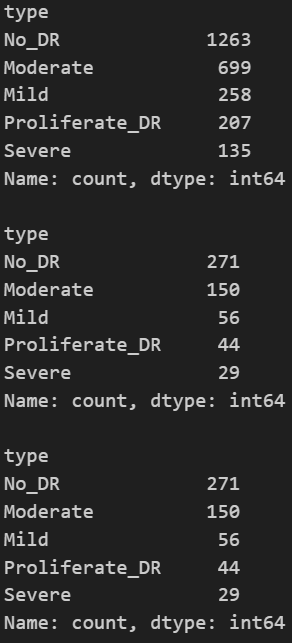 type
No_DR 1263
Moderate 699
Mild 258
Proliferate_DR 207
Severe 135
Name: count, dtype: int64
type
No_DR 271
Moderate 150
Mild 56
Proliferate_DR 44
Severe 29
Name: count, dtype: int64
type
No_DR 271
Moderate 150
Mild 56
Proliferate_DR 44
Severe 29
Name: count, dtype: int64